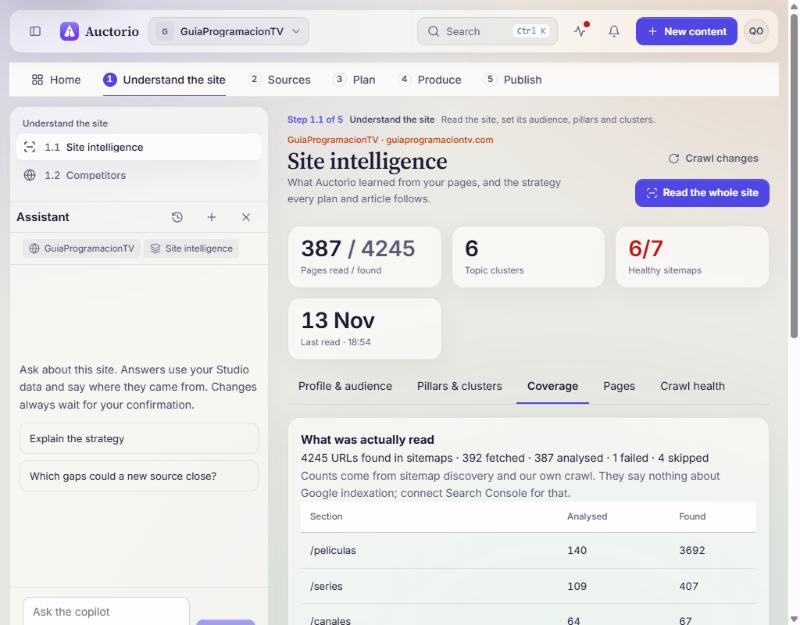 Auctorio
G GuiaProgramacionTV
Search Ctrl K
New content
QO
Home
1 Understand the site
2 Sources
3 Plan
4 Produce
5 Publish
Understand the site
1.1 Site intelligence
1.2 Competitors
Assistant
GuiaProgramacionTV
Site intelligence
Ask about this site. Answers use your Studio
data and say where they came from. Changes
always wait for your confirmation.
Explain the strategy
Which gaps could a new source close?
Ask the copilot
Step 1.1 of 5 Understand the site Read the site, set its audience, pillars and clusters.
GuiaProgramacionTV · guiaprogramaciontv.com
Site intelligence
What Auctorio learned from your pages, and the strategy
every plan and article follows.
Crawl changes
Read the whole site
387 / 4245
Pages read / found
6
Topic clusters
6/7
Healthy sitemaps
13 Nov
Last read · 18:54
Profile & audience
Pillars & clusters
Coverage
Pages
Crawl health
What was actually read
4245 URLs found in sitemaps · 392 fetched · 387 analysed · 1 failed · 4 skipped
Counts come from sitemap discovery and our own crawl. They say nothing about
Google indexation; connect Search Console for that.
Section Analysed Found
/peliculas 140 3692
/series 109 407
/canales 64 67